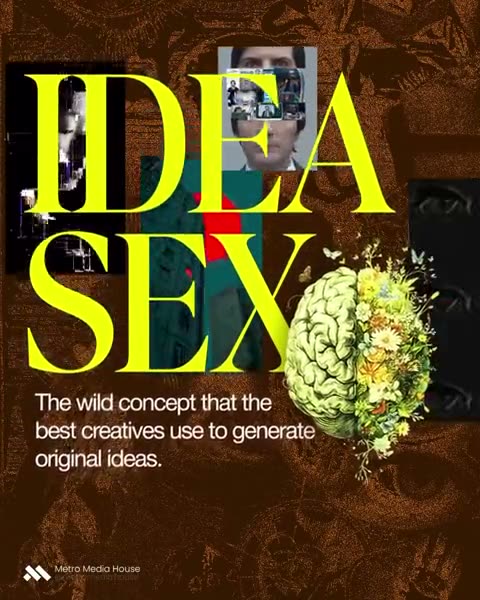 IDEA
SEX
The wild concept that the
best creatives use to generate
original ideas.
Metro Media House